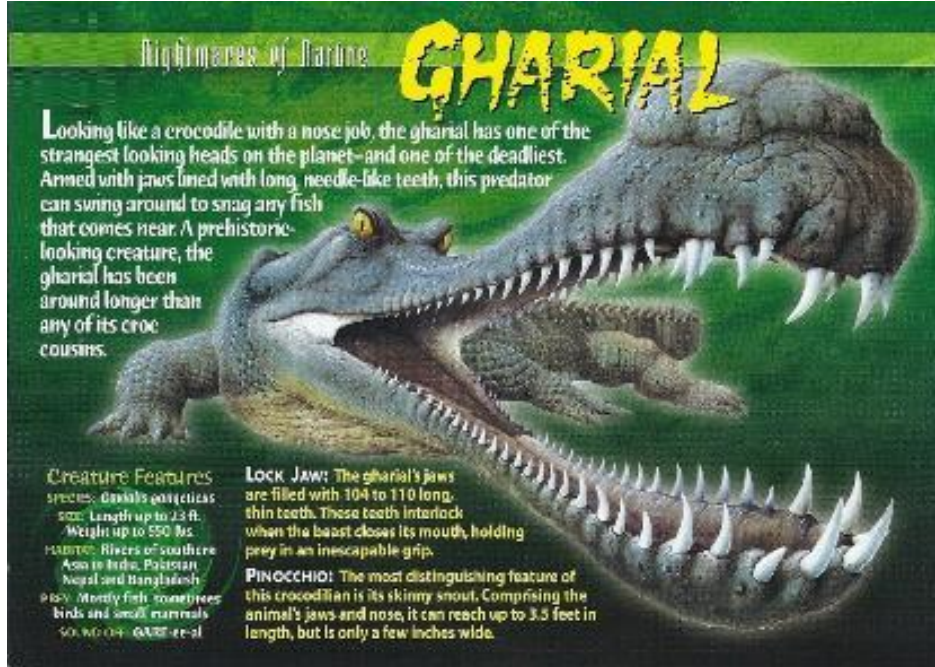 Nightmares of Nature
GHARIAL
Looking like a crocodile with a nose job, the gharial has one of the
strangest looking heads on the planet–and one of the deadliest.
Armed with jaws lined with long, needle-like teeth, this predator
can swing around to snag any fish
that comes near. A prehistoric-
looking creature, the
gharial has been
around longer than
any of its croc
cousins.
Creature Features
SPECIES: Gavialis gangeticus
SIZE: Length up to 23 ft.
Weight up to 550 lbs.
HABITAT: Rivers of southern
Asia in India, Pakistan,
Nepal and Bangladesh
PREY: Mostly fish, sometimes
birds and small mammals
SOUND OFF: GARE-ee-al
LOCK JAW: The gharial's jaws
are filled with 104 to 110 long,
thin teeth. These teeth interlock
when the beast closes its mouth, holding
prey in an inescapable grip.
PINOCCHIO: The most distinguishing feature of
this crocodilian is its skinny snout. Comprising the
animal's jaws and nose, it can reach up to 3.5 feet in
length, but is only a few inches wide.